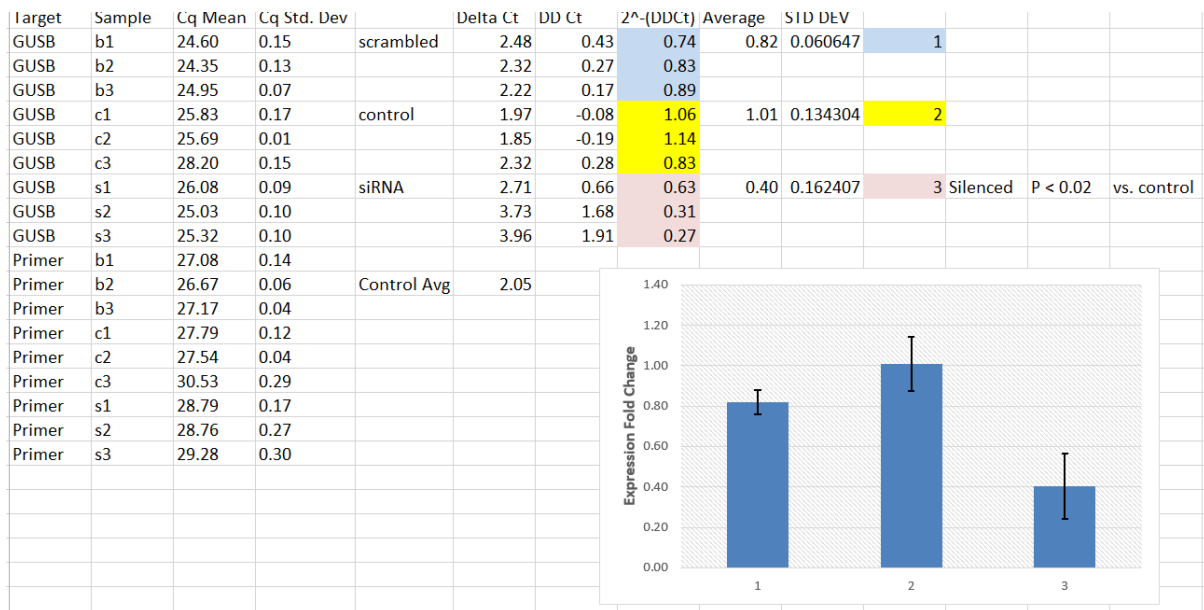 Target Sample Cq Mean Cq Std. Dev Delta Ct DD Ct 2^-(DDCt) Average STD DEV
GUSB b1 24.60 0.15 scrambled 2.48 0.43 0.74 0.82 0.060647 1
GUSB b2 24.35 0.13 2.32 0.27 0.83
GUSB b3 24.95 0.07 2.22 0.17 0.89
GUSB c1 25.83 0.17 control 1.97 -0.08 1.06 1.01 0.134304 2
GUSB c2 25.69 0.01 1.85 -0.19 1.14
GUSB c3 28.20 0.15 2.32 0.28 0.83
GUSB s1 26.08 0.09 siRNA 2.71 0.66 0.63 0.40 0.162407 3 Silenced P < 0.02 vs. control
GUSB s2 25.03 0.10 3.73 1.68 0.31
GUSB s3 25.32 0.10 3.96 1.91 0.27
Primer b1 27.08 0.14
Primer b2 26.67 0.06 Control Avg 2.05
Primer b3 27.17 0.04
Primer c1 27.79 0.12
Primer c2 27.54 0.04
Primer c3 30.53 0.29
Primer s1 28.79 0.17
Primer s2 28.76 0.27
Primer s3 29.28 0.30
Expression Fold Change
1.40
1.20
1.00
0.80
0.60
0.40
0.20
0.00
1 2 3